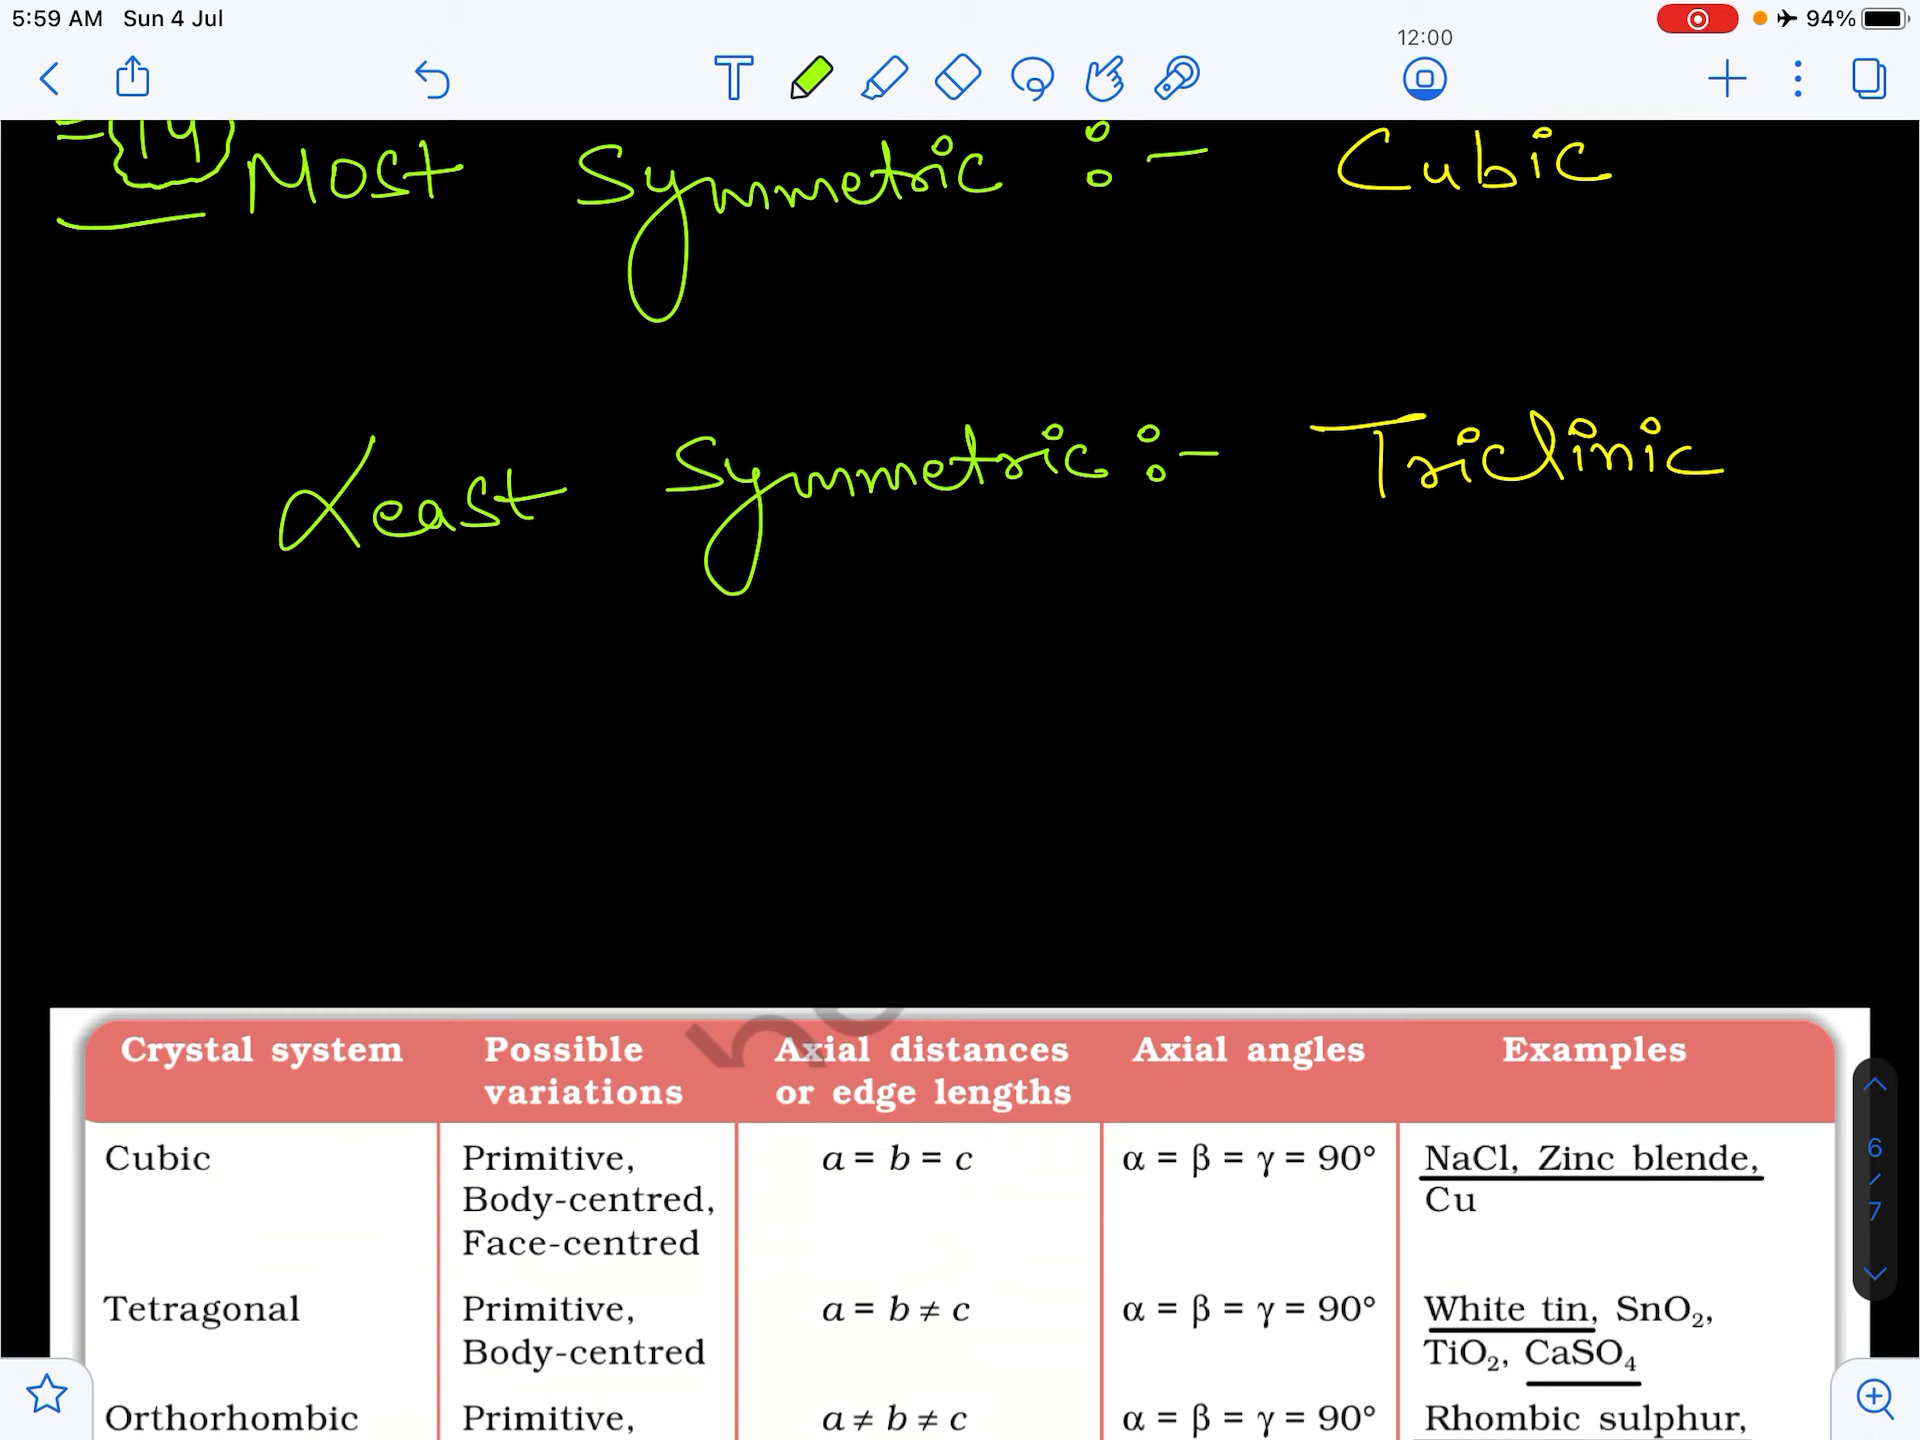 5:59 AM Sun 4 Jul
94%
12:00
T
14 Most Symmetric :- Cubic
Least Symmetric :- Triclinic
Crystal system Possible variations Axial distances or edge lengths Axial angles Examples
Cubic Primitive, a = b = c α = β = γ = 90° NaCl, Zinc blende,
Body-centred, Cu
Face-centred
Tetragonal Primitive, a = b ≠ c α = β = γ = 90° White tin, SnO₂,
Body-centred TiO₂, CaSO₄
Orthorhombic Primitive, a ≠ b ≠ c α = β = γ = 90° Rhombic sulphur,
6
/
7